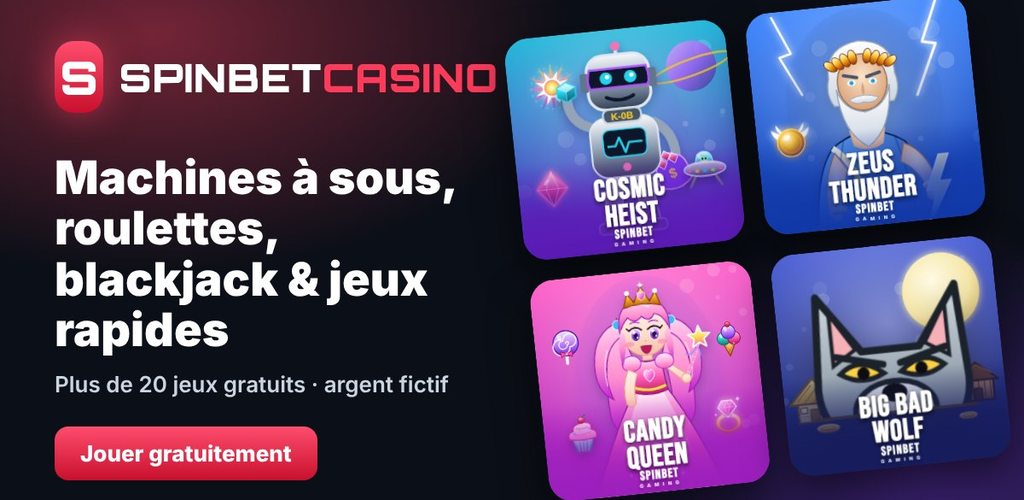 S SPINBETCASINO
Machines à sous,
roulettes,
blackjack & jeux
rapides
Plus de 20 jeux gratuits · argent fictif
Jouer gratuitement
K-0B
$
COSMIC
HEIST
SPINBET
GAMING
ZEUS
THUNDER
SPINBET
GAMING
CANDY
QUEEN
SPINBET
GAMING
BIG BAD
WOLF
SPINBET
GAMING